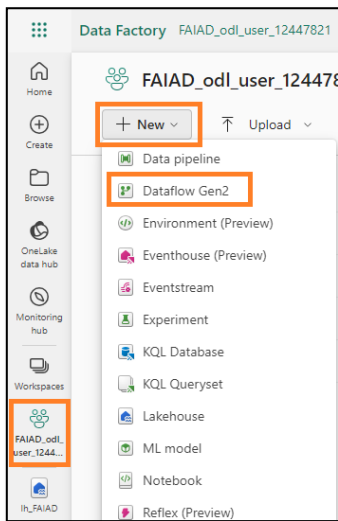 Data Factory FAIAD_odl_user_12447821
Home
Create
Browse
OneLake
data hub
Monitoring
hub
Workspaces
FAIAD_odl_
user_1244...
lh_FAIAD
FAIAD_odl_user_124478
+ New
Upload
Data pipeline
Dataflow Gen2
Environment (Preview)
Eventhouse (Preview)
Eventstream
Experiment
KQL Database
KQL Queryset
Lakehouse
ML model
Notebook
Reflex (Preview)